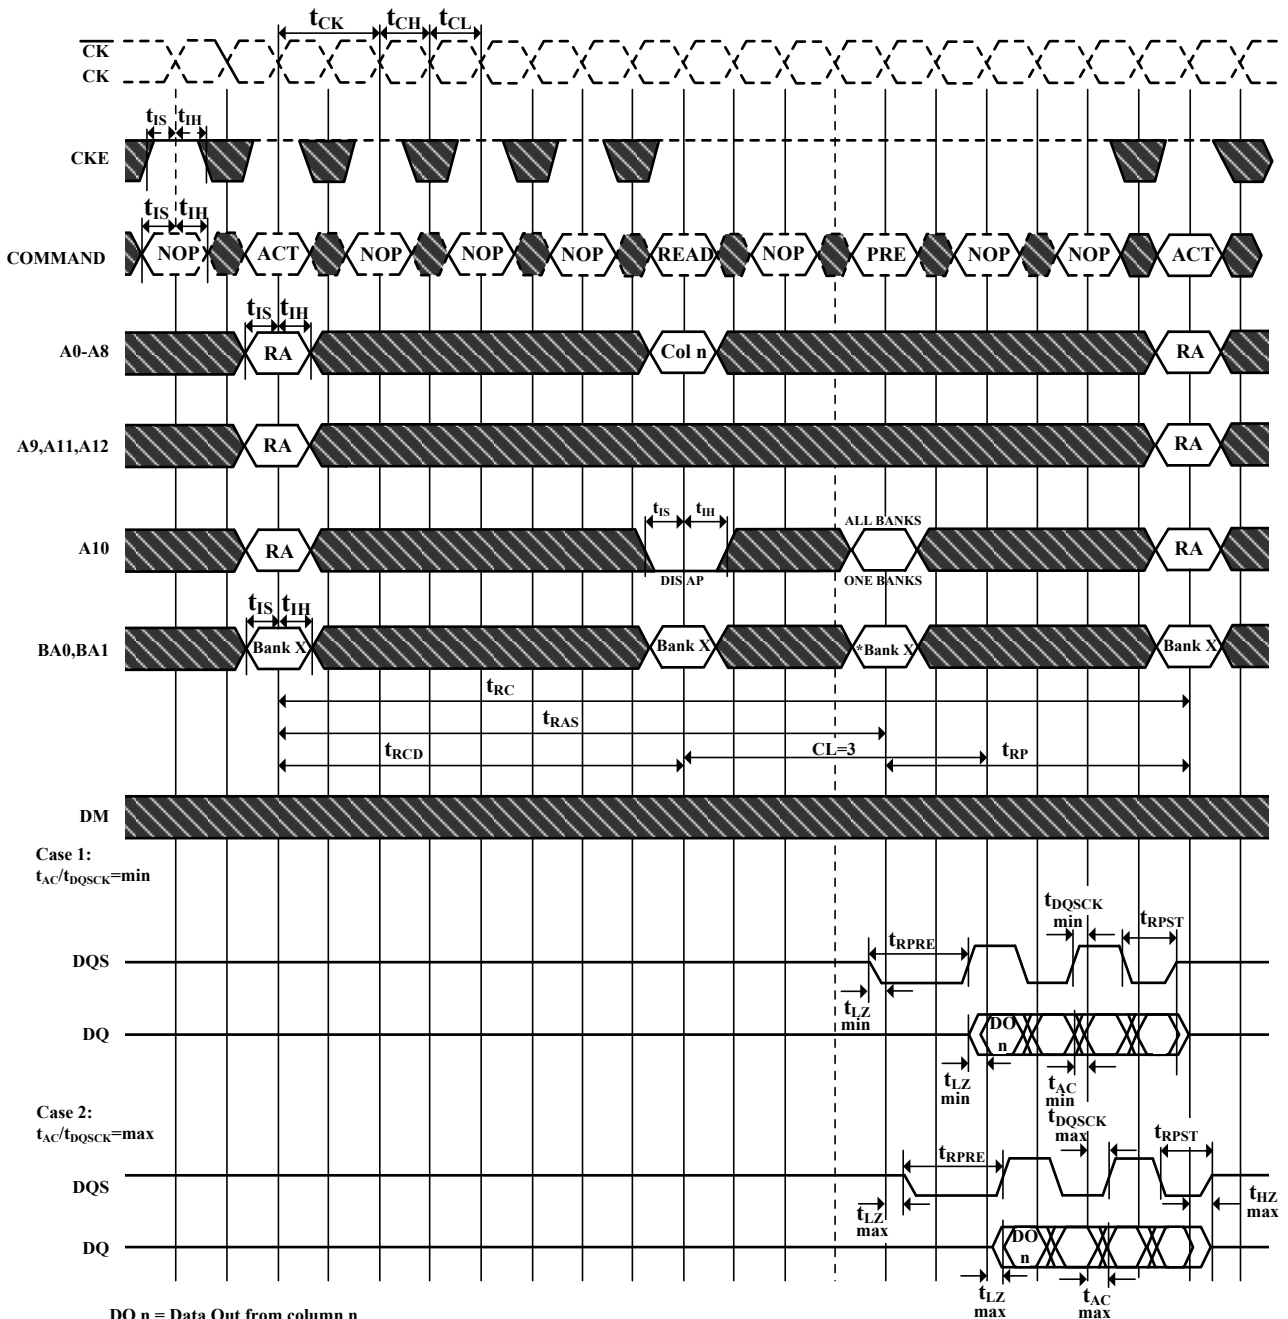 tCK tCH tCL
CK
CK
tIS tIH
CKE
tIS tIH
COMMAND NOP ACT NOP NOP NOP READ NOP PRE NOP NOP ACT
tIS tIH
A0-A8 RA Col n RA
A9,A11,A12 RA RA
tIS tIH ALL BANKS
A10 RA RA
DIS AP ONE BANKS
tIS tIH
BA0,BA1 Bank X Bank X *Bank X Bank X
tRC
tRAS
tRCD CL=3 tRP
DM
Case 1:
tAC/tDQSCK=min
tDQSCK
min
tRPST
tRPRE
DQS
tLZ
min
DQ DO
n
tLZ
min
tAC
min
Case 2:
tAC/tDQSCK=max
tDQSCK
max
tRPST
tRPRE
DQS
tLZ
max
tHZ
max
DQ DO
n
tLZ
max
tAC
max
DO n = Data Out from column n